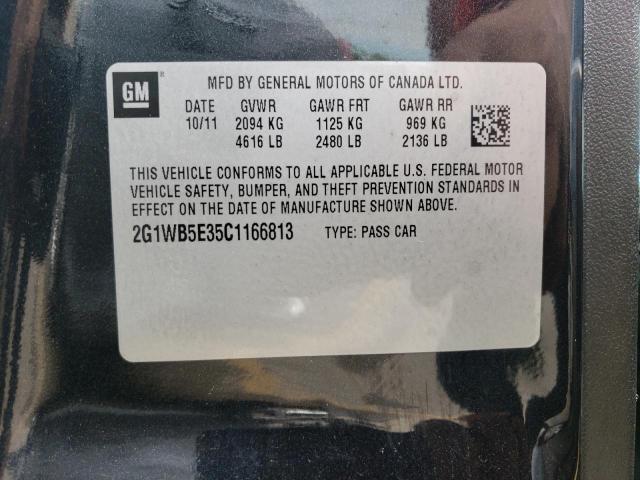 GM ®
MFD BY GENERAL MOTORS OF CANADA LTD.
DATE GVWR GAWR FRT GAWR RR
10/11 2094 KG 1125 KG 969 KG
4616 LB 2480 LB 2136 LB
THIS VEHICLE CONFORMS TO ALL APPLICABLE U.S. FEDERAL MOTOR
VEHICLE SAFETY, BUMPER, AND THEFT PREVENTION STANDARDS IN
EFFECT ON THE DATE OF MANUFACTURE SHOWN ABOVE.
2G1WB5E35C1166813 TYPE: PASS CAR